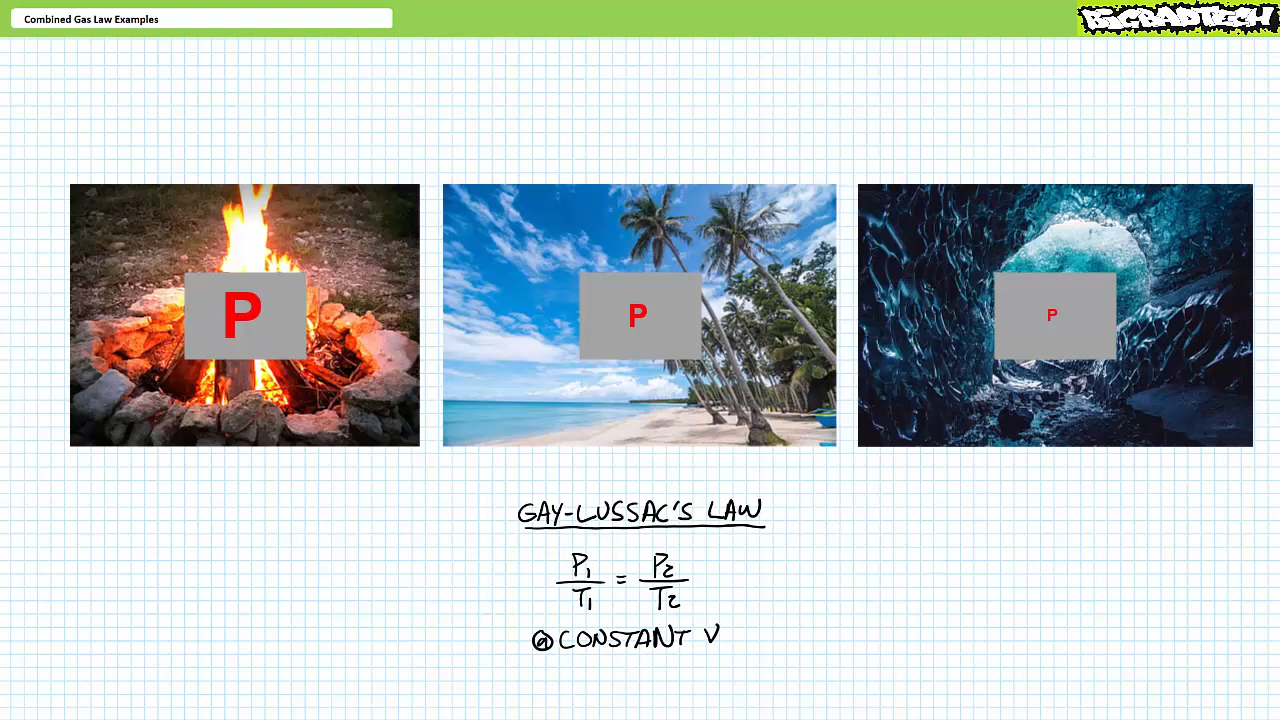 Combined Gas Law Examples
BIGBADTECH
P
P
P
GAY-LUSSAC'S LAW
P₁/T₁ = P₂/T₂
@ CONSTANT V